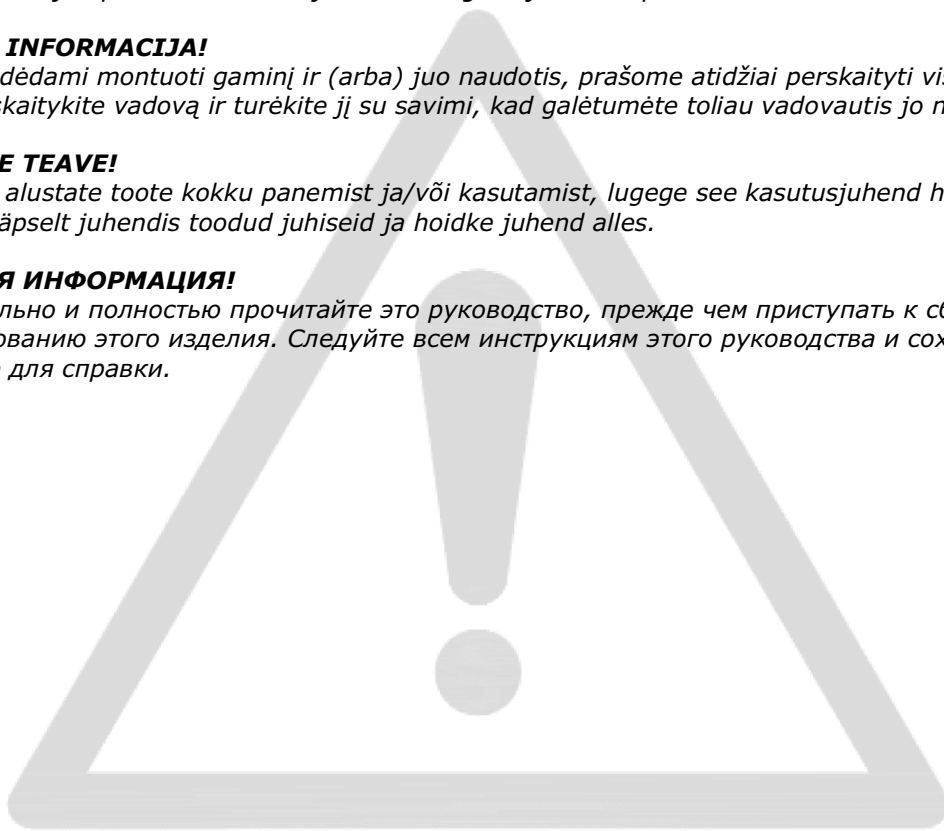 INFORMACIJA!
dėdami montuoti gaminį ir (arba) juo naudotis, prašome atidžiai perskaityti vis
skaitykite vadovą ir turėkite jį su savimi, kad galėtumėte toliau vadovautis jo n
E TEAVE!
alustate toote kokku panemist ja/või kasutamist, lugege see kasutusjuhend h
äpselt juhendis toodud juhiseid ja hoidke juhend alles.
Я ИНФОРМАЦИЯ!
льно и полностью прочитайте это руководство, прежде чем приступать к сб
ованию этого изделия. Следуйте всем инструкциям этого руководства и сох
для справки.